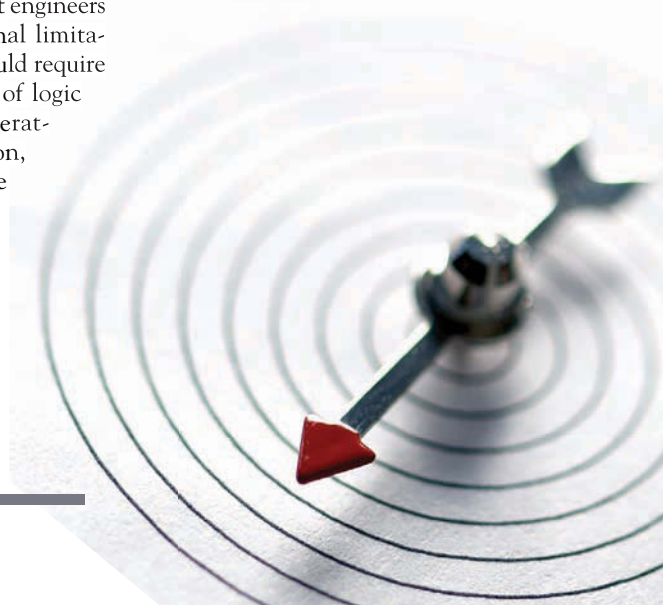 t engineers
nal limita-
uld require
of logic
erat-
on,
e